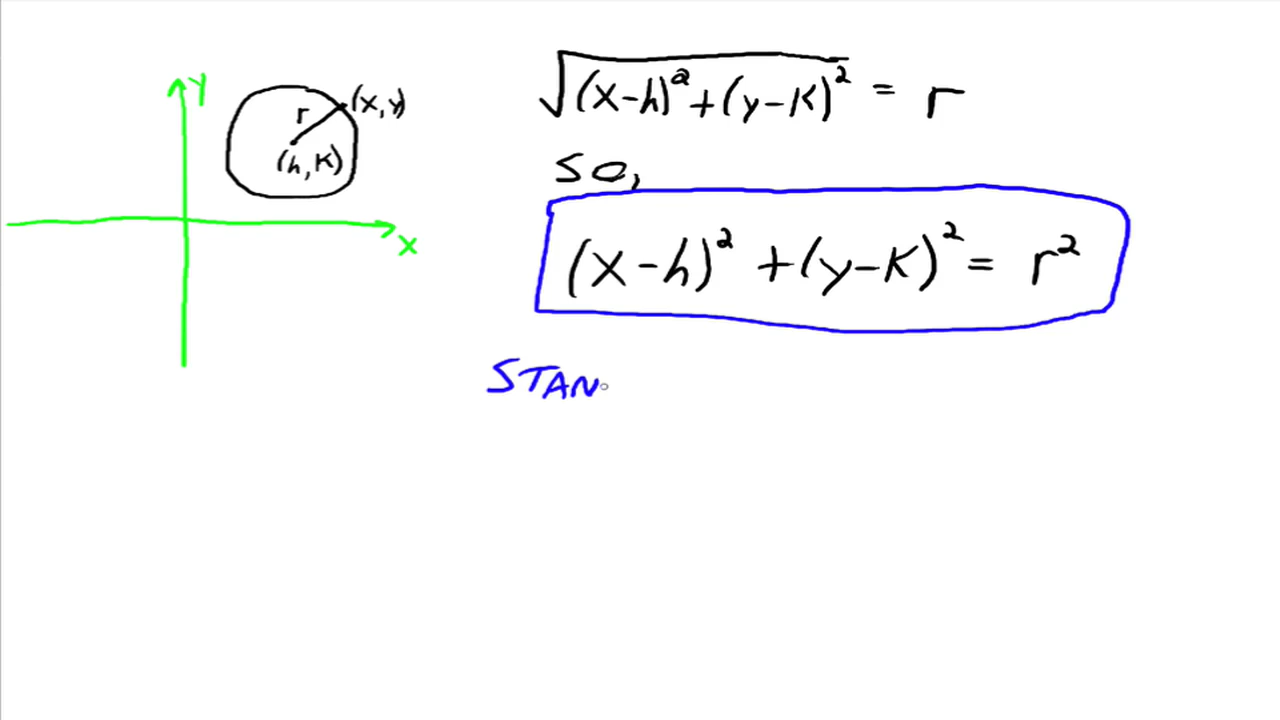 Y
r
(x,y)
(h,K)
x
√(x-h)²+(y-K)² = r
SO,
(x-h)² +(y-K)² = r²
STAN